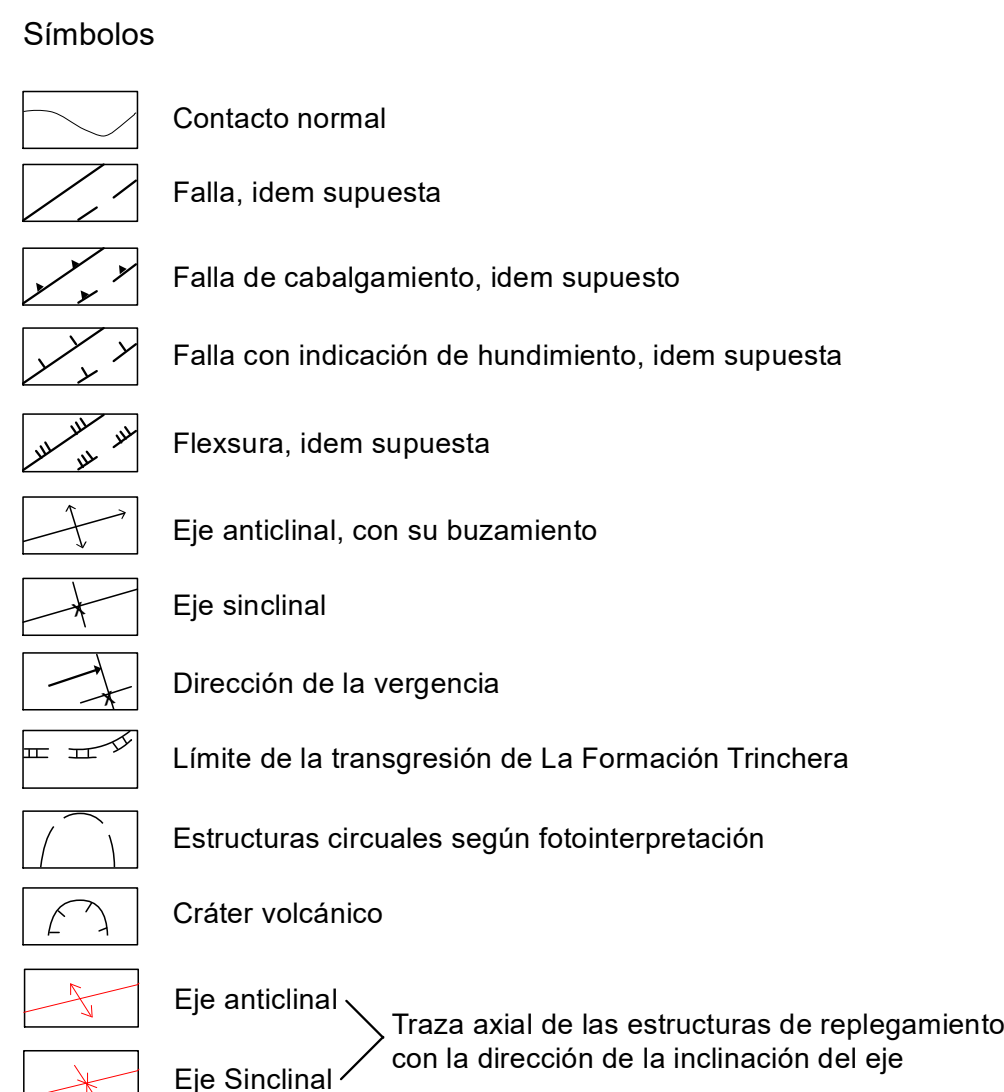 Símbolos
Contacto normal
Falla, idem supuesta
Falla de cabalgamiento, idem supuesto
Falla con indicación de hundimiento, idem supuesta
Flexsura, idem supuesta
Eje anticlinal, con su buzamiento
Eje sinclinal
Dirección de la vergencia
Límite de la transgresión de La Formación Trinchera
Estructuras circuales según fotointerpretación
Cráter volcánico
Eje anticlinal
Traza axial de las estructuras de replegamiento
con la dirección de la inclinación del eje
Eje Sinclinal